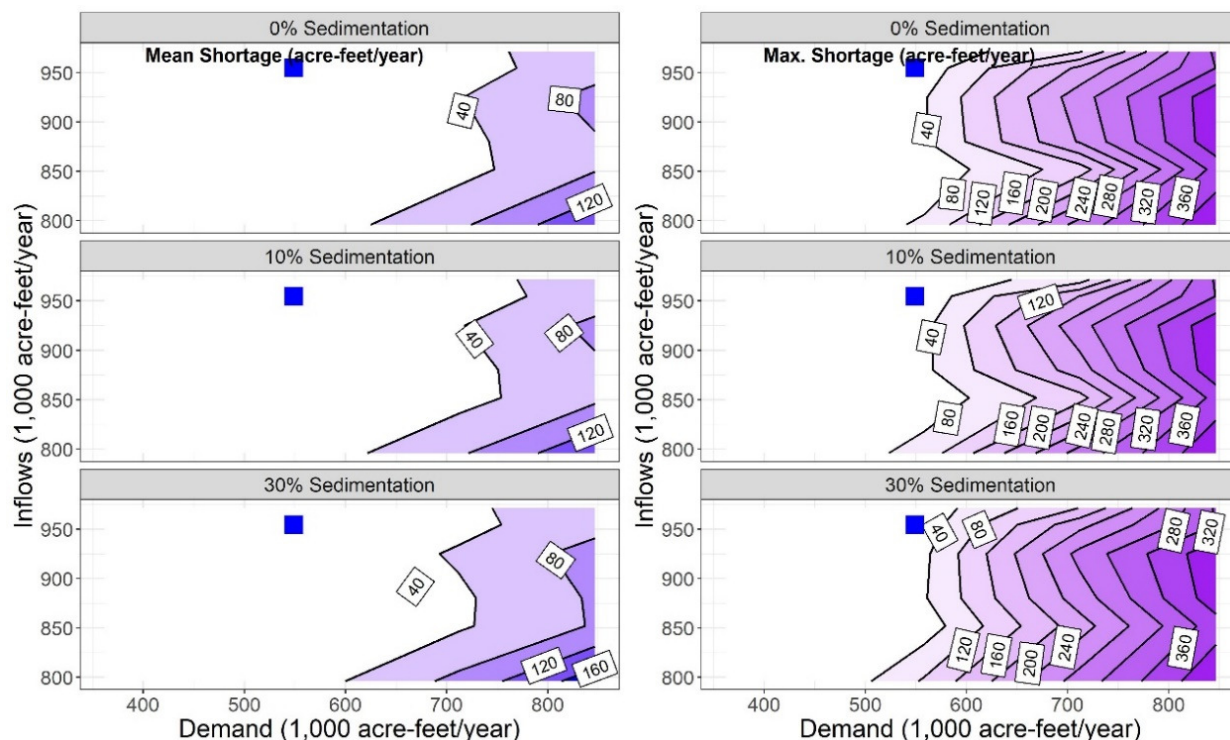 0% Sedimentation
Mean Shortage (acre-feet/year)
950
900
850
800
40
80
120
10% Sedimentation
950
900
850
800
40
80
120
30% Sedimentation
950
900
850
800
40
80
120
160
400 500 600 700 800
Demand (1,000 acre-feet/year)
Inflows (1,000 acre-feet/year)
0% Sedimentation
Max. Shortage (acre-feet/year)
950
900
850
800
40
80 120 160 200 240 280 320 360
10% Sedimentation
950
900
850
800
120
40
80 160 200 240 280 320 360
30% Sedimentation
950
900
850
800
40 80 280 320
120 160 200 240 360
400 500 600 700 800
Demand (1,000 acre-feet/year)
Inflows (1,000 acre-feet/year)